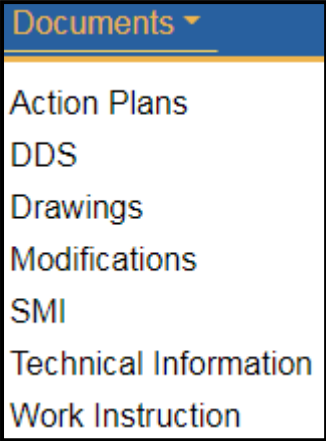 Documents
Action Plans
DDS
Drawings
Modifications
SMI
Technical Information
Work Instruction